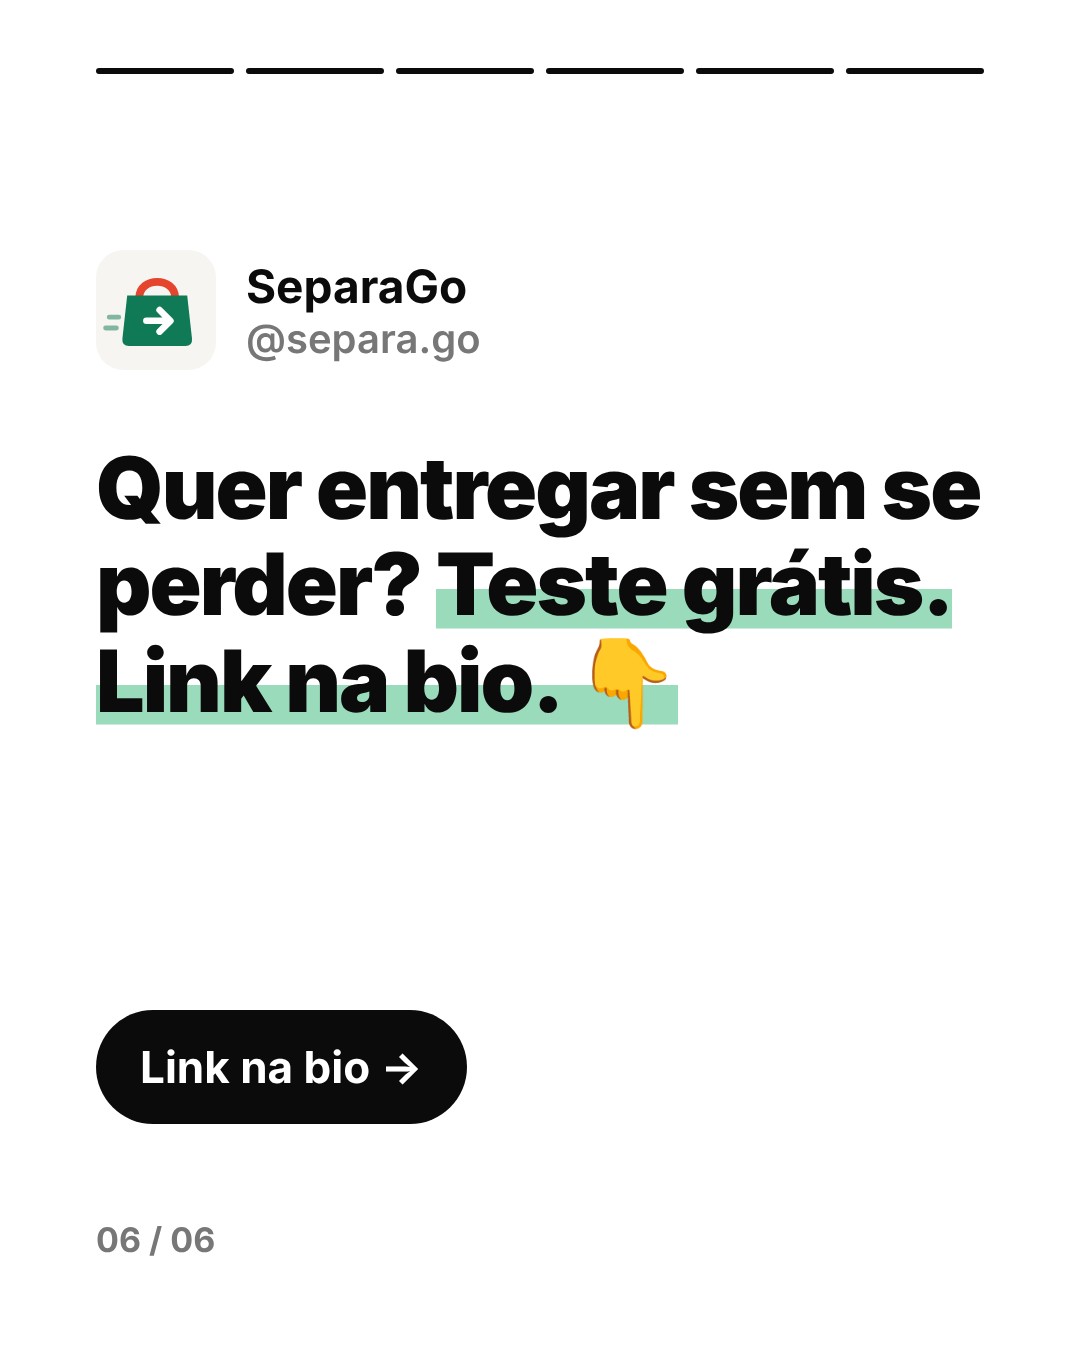 SeparaGo
@separa.go
Quer entregar sem se
perder? Teste grátis.
Link na bio. 👇
Link na bio →
06 / 06